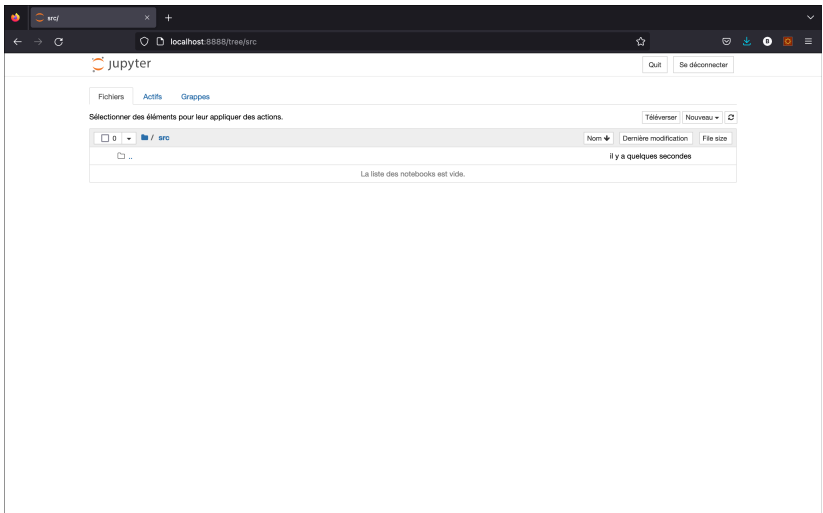 src/
localhost:8888/tree/src
jupyter
Quit Se déconnecter
Fichiers Actifs Grappes
Sélectionner des éléments pour leur appliquer des actions.
Téléverser Nouveau
0 / src
Nom Dernière modification File size
.. il y a quelques secondes
La liste des notebooks est vide.